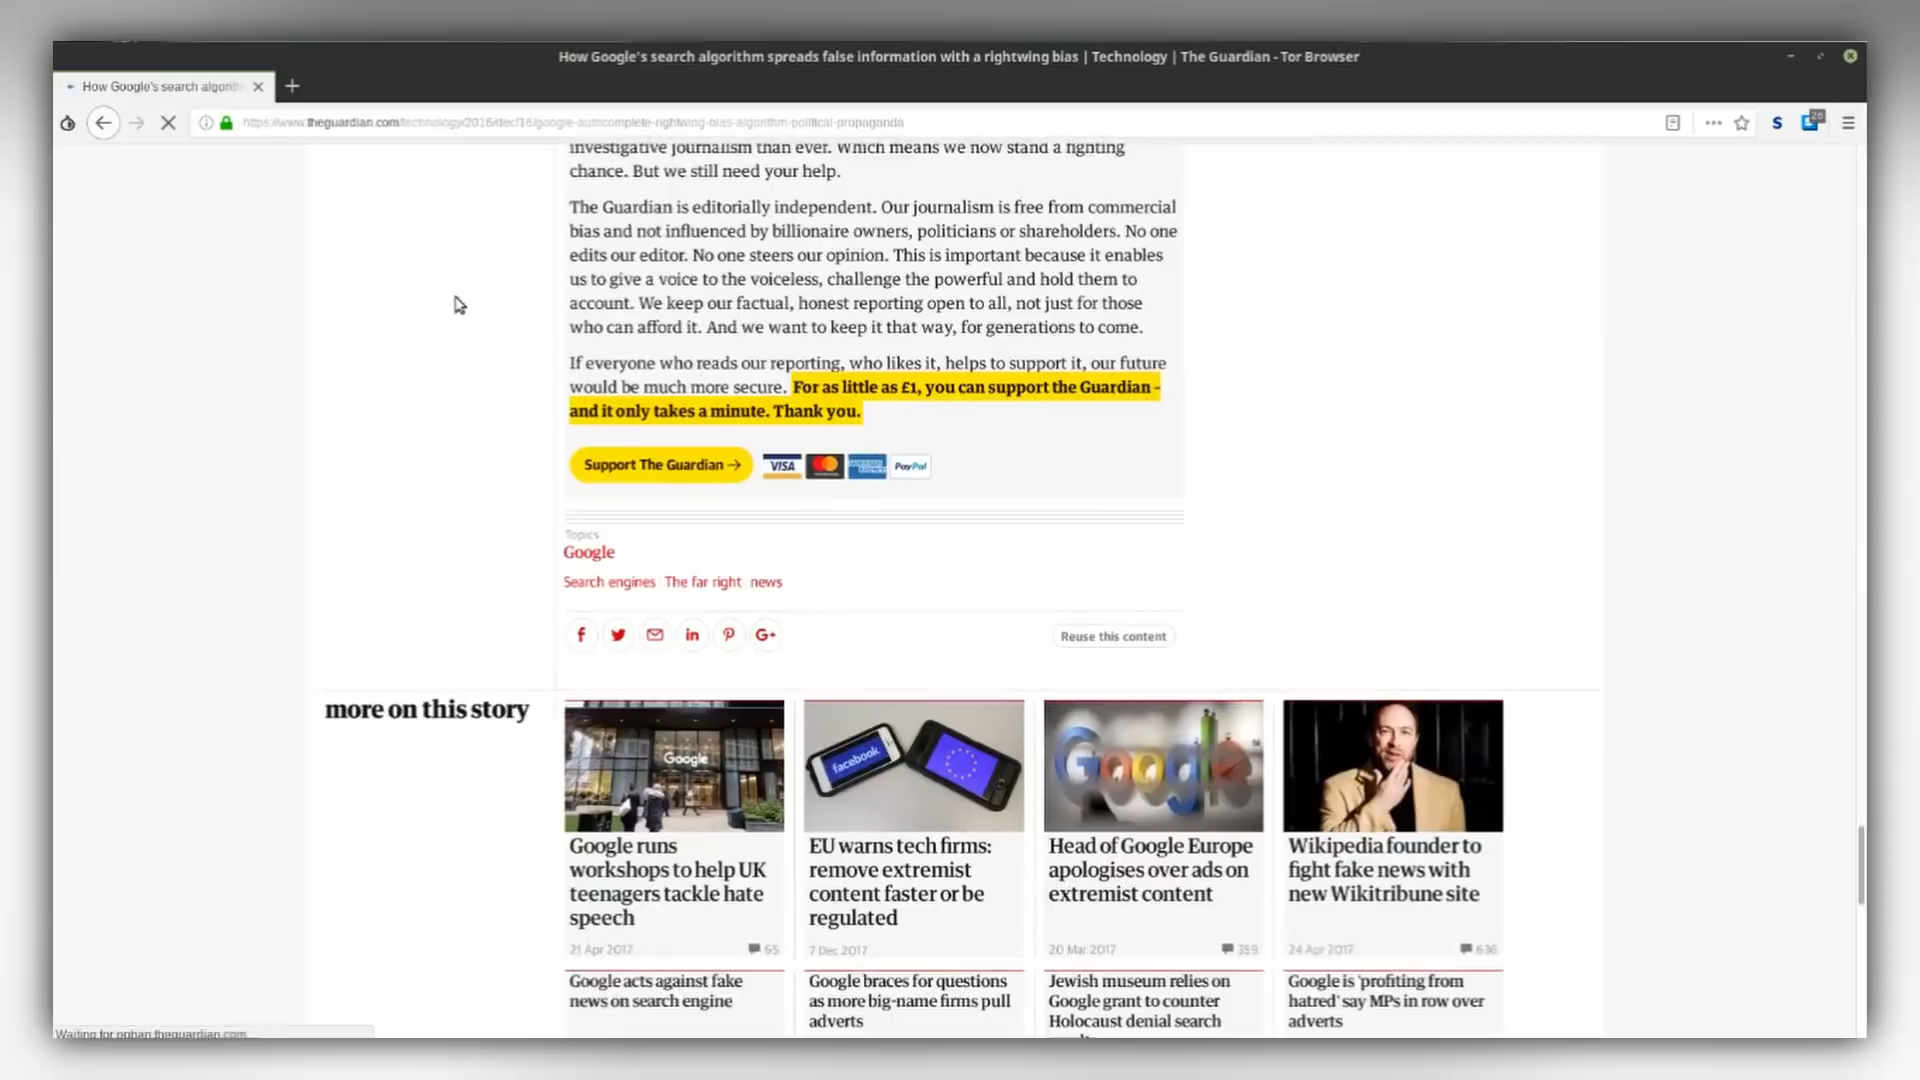 How Google's search algorithm spreads false information with a rightwing bias | Technology | The Guardian - Tor Browser
How Google's search algorith
https://www.theguardian.com/technology/2016/dec/16/google-autocomplete-rightwing-bias-algorithm-political-propaganda
S
26
investigative journalism than ever. Which means we now stand a fighting
chance. But we still need your help.
The Guardian is editorially independent. Our journalism is free from commercial
bias and not influenced by billionaire owners, politicians or shareholders. No one
edits our editor. No one steers our opinion. This is important because it enables
us to give a voice to the voiceless, challenge the powerful and hold them to
account. We keep our factual, honest reporting open to all, not just for those
who can afford it. And we want to keep it that way, for generations to come.
If everyone who reads our reporting, who likes it, helps to support it, our future
would be much more secure. For as little as £1, you can support the Guardian –
and it only takes a minute. Thank you.
Support The Guardian → VISA PayPal
Topics
Google
Search engines The far right news
Reuse this content
more on this story
Google
facebook
Google
Google runs
workshops to help UK
teenagers tackle hate
speech
21 Apr 2017 65
EU warns tech firms:
remove extremist
content faster or be
regulated
7 Dec 2017
Head of Google Europe
apologises over ads on
extremist content
20 Mar 2017 359
Wikipedia founder to
fight fake news with
new Wikitribune site
24 Apr 2017 636
Google acts against fake
news on search engine
Google braces for questions
as more big-name firms pull
adverts
Jewish museum relies on
Google grant to counter
Holocaust denial search
Google is 'profiting from
hatred' say MPs in row over
adverts
Waiting for ophan.theguardian.com...